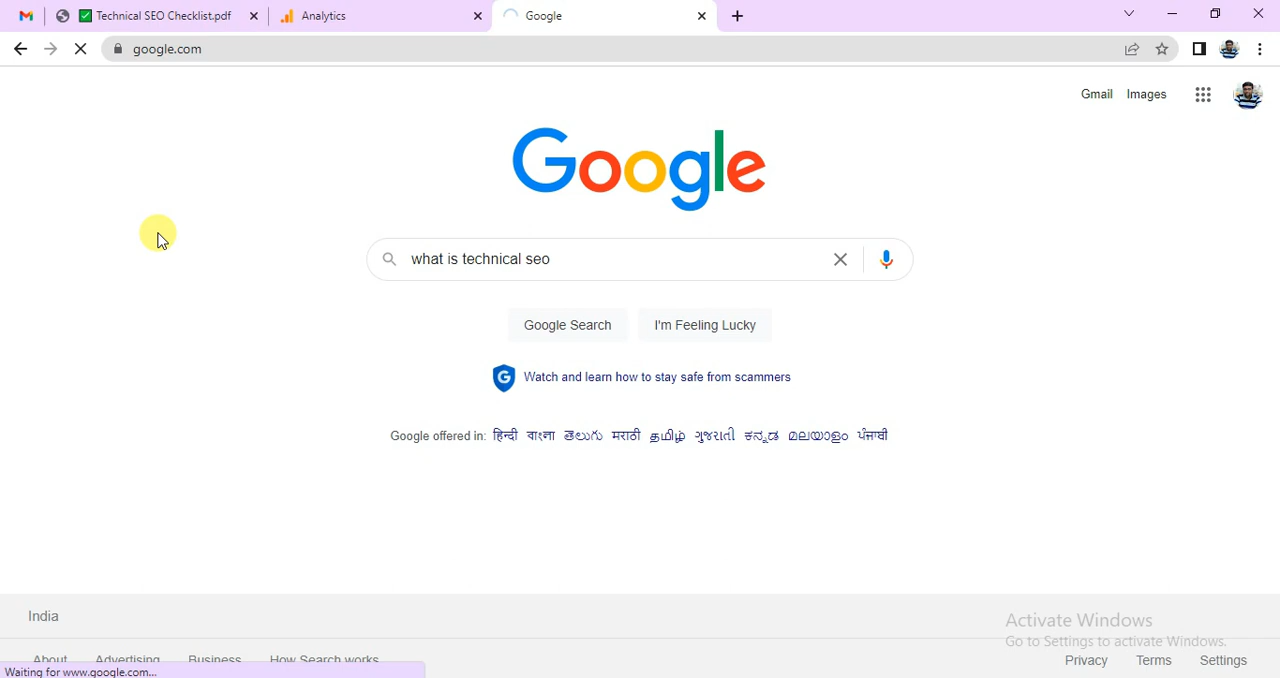 Technical SEO Checklist.pdf
Analytics
Google
google.com
Gmail Images
Google
what is technical seo
Google Search I'm Feeling Lucky
Watch and learn how to stay safe from scammers
Google offered in: हिन्दी বাংলা తెలుగు मराठी தமிழ் ગુજરાતી ಕನ್ನಡ മലയാളം ਪੰਜਾਬੀ
India
Activate Windows
Go to Settings to activate Windows.
About Advertising Business How Search works
Privacy Terms Settings
Waiting for www.google.com...